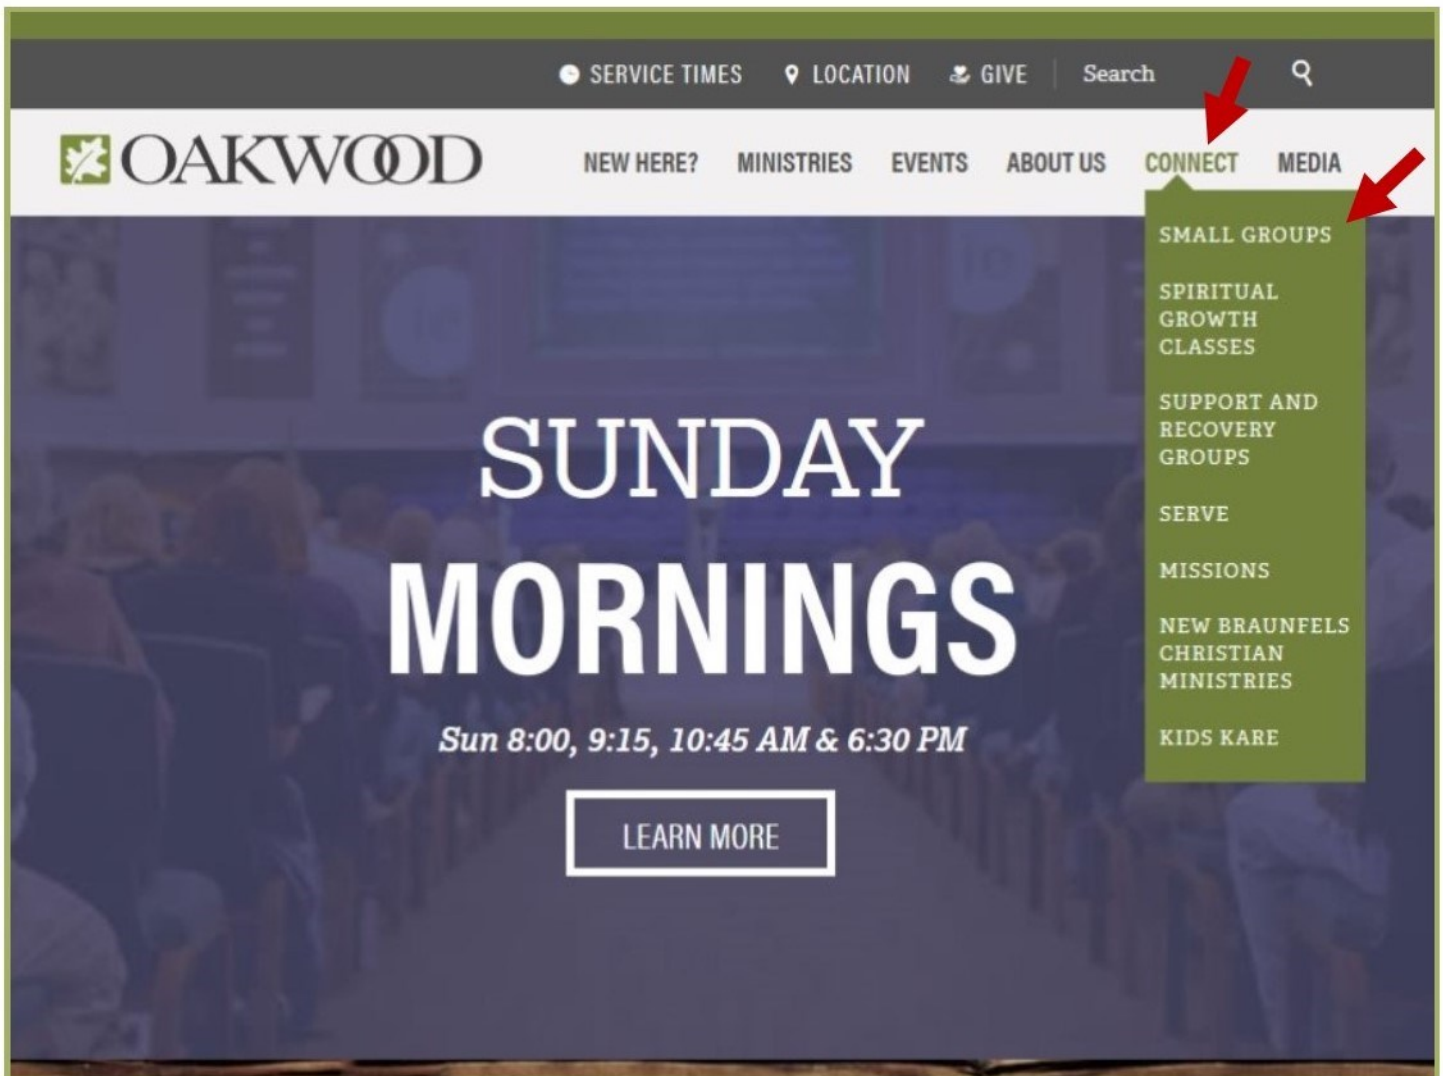 SERVICE TIMES LOCATION GIVE Search
OAKWOOD
NEW HERE? MINISTRIES EVENTS ABOUT US CONNECT MEDIA
SMALL GROUPS
SPIRITUAL
GROWTH
CLASSES
SUPPORT AND
RECOVERY
GROUPS
SERVE
MISSIONS
NEW BRAUNFELS
CHRISTIAN
MINISTRIES
KIDS KARE
SUNDAY
MORNINGS
Sun 8:00, 9:15, 10:45 AM & 6:30 PM
LEARN MORE